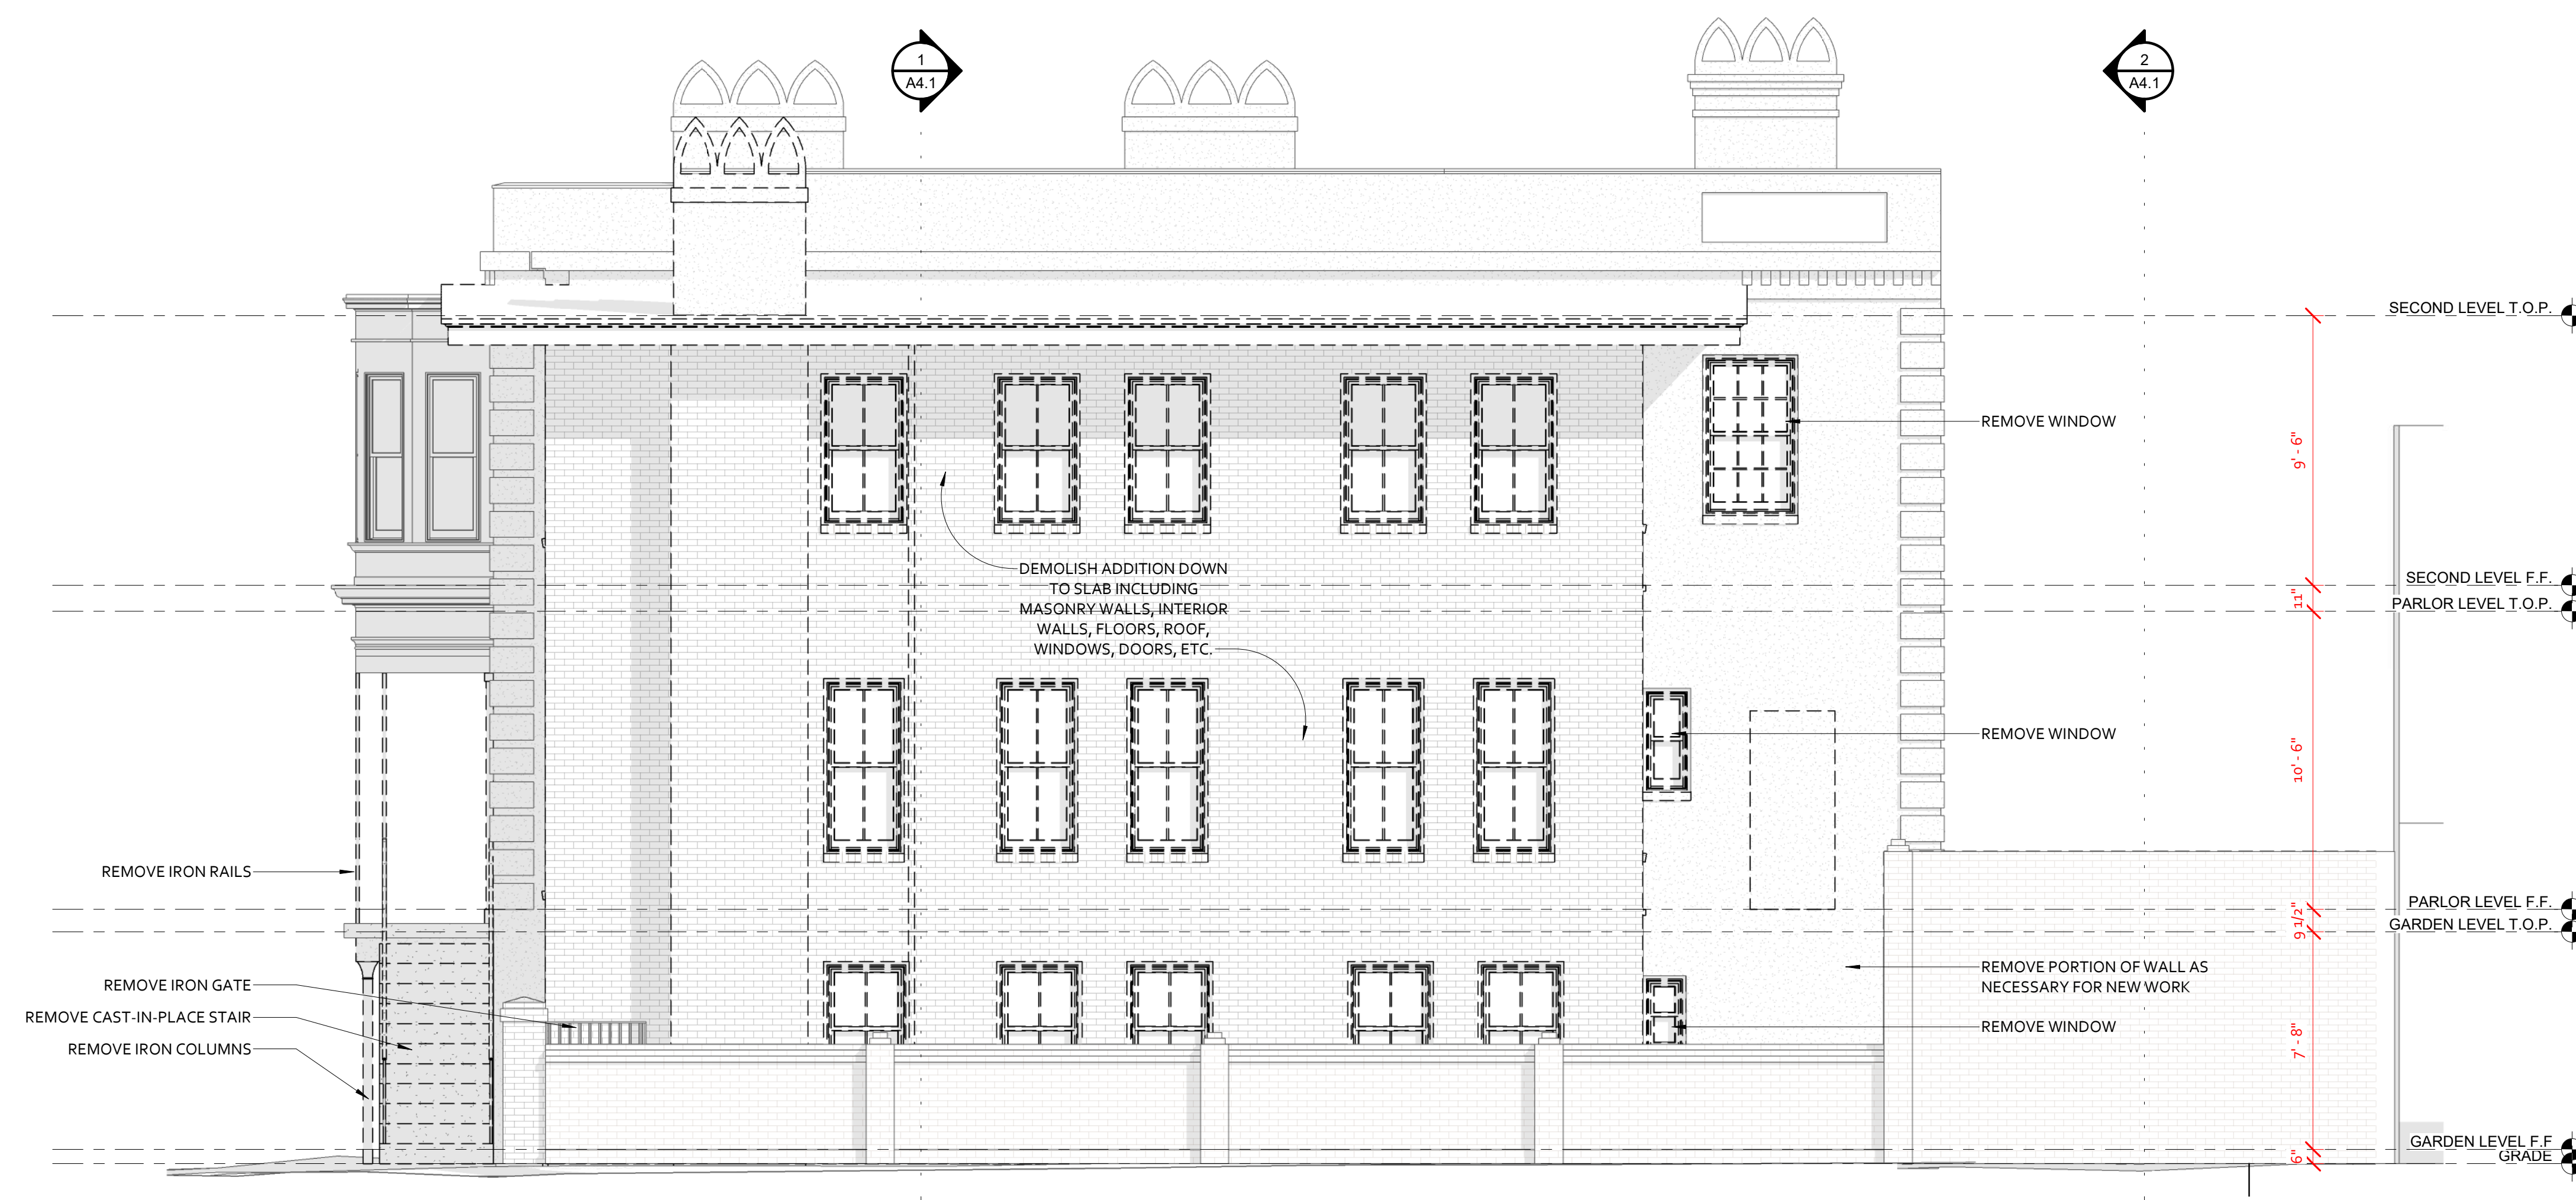 1
A4.1
2
A4.1
SECOND LEVEL T.O.P.
REMOVE WINDOW
9' - 6"
DEMOLISH ADDITION DOWN
TO SLAB INCLUDING
MASONRY WALLS, INTERIOR
WALLS, FLOORS, ROOF,
WINDOWS, DOORS, ETC.
SECOND LEVEL F.F.
11"
PARLOR LEVEL T.O.P.
REMOVE WINDOW
10' - 6"
REMOVE IRON RAILS
PARLOR LEVEL F.F.
9 1/2"
GARDEN LEVEL T.O.P.
REMOVE PORTION OF WALL AS
NECESSARY FOR NEW WORK
REMOVE IRON GATE
REMOVE CAST-IN-PLACE STAIR
REMOVE WINDOW
7' - 8"
REMOVE IRON COLUMNS
GARDEN LEVEL F.F
6"
GRADE